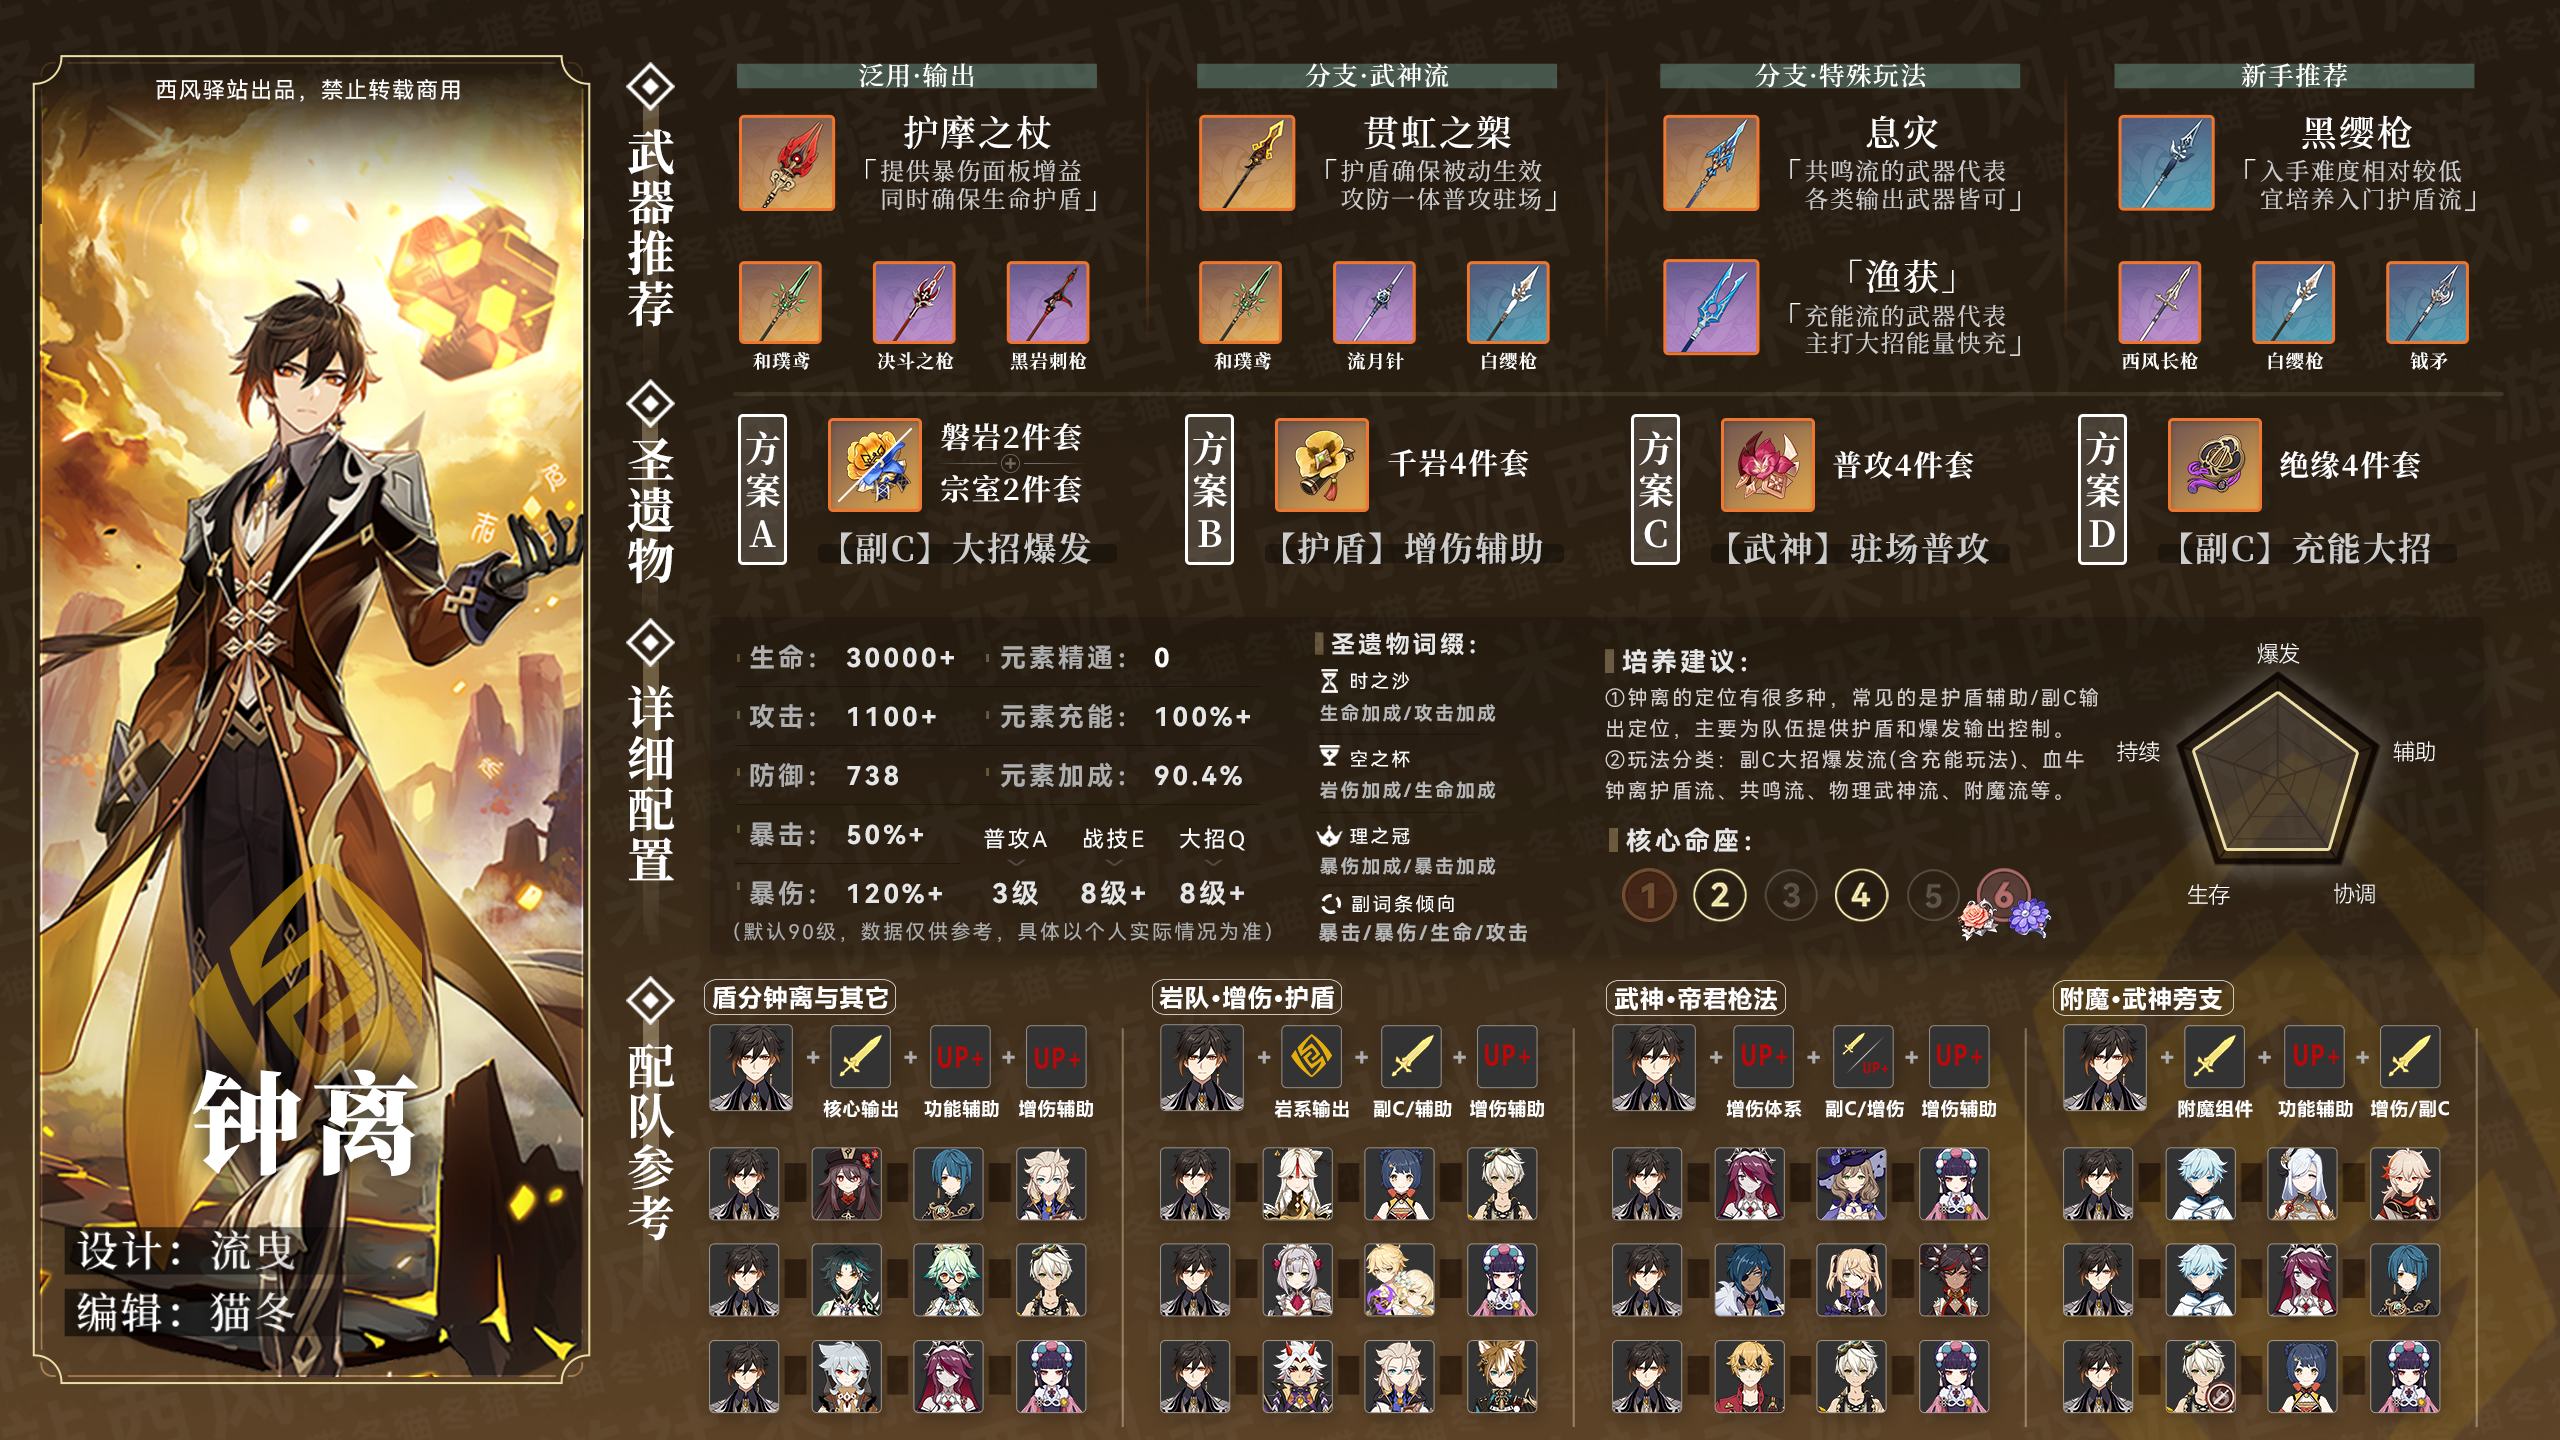 西风驿站出品，禁止转载商用
钟离
设计：流曳
编辑：猫冬
武器推荐
泛用·输出
护摩之杖
「提供暴伤面板增益
同时确保生命护盾」
和璞鸢
决斗之枪
黑岩刺枪
分支·武神流
贯虹之槊
「护盾确保被动生效
攻防一体普攻驻场」
和璞鸢
流月针
白缨枪
分支·特殊玩法
息灾
「共鸣流的武器代表
各类输出武器皆可」
「渔获」
「充能流的武器代表
主打大招能量快充」
新手推荐
黑缨枪
「入手难度相对较低
宜培养入门护盾流」
西风长枪
白缨枪
钺矛
圣遗物
方案A
磐岩2件套
宗室2件套
【副C】大招爆发
方案B
千岩4件套
【护盾】增伤辅助
方案C
普攻4件套
【武神】驻场普攻
方案D
绝缘4件套
【副C】充能大招
详细配置
生命：30000+
元素精通：0
攻击：1100+
元素充能：100%+
防御：738
元素加成：90.4%
暴击：50%+
普攻A 战技E 大招Q
暴伤：120%+
3级 8级+ 8级+
(默认90级，数据仅供参考，具体以个人实际情况为准)
圣遗物词缀：
时之沙
生命加成/攻击加成
空之杯
岩伤加成/生命加成
理之冠
暴伤加成/暴击加成
副词条倾向
暴击/暴伤/生命/攻击
培养建议：
①钟离的定位有很多种，常见的是护盾辅助/副C输
出定位，主要为队伍提供护盾和爆发输出控制。
②玩法分类：副C大招爆发流(含充能玩法)、血牛
钟离护盾流、共鸣流、物理武神流、附魔流等。
核心命座：
1 2 3 4 5 6
爆发
辅助
协调
生存
持续
配队参考
盾分钟离与其它
+ + UP+ + UP+
核心输出 功能辅助 增伤辅助
岩队·增伤·护盾
+ + + UP+
岩系输出 副C/辅助 增伤辅助
武神·帝君枪法
+ UP+ + UP+ + UP+
增伤体系 副C/增伤 增伤辅助
附魔·武神旁支
+ + UP+ +
附魔组件 功能辅助 增伤/副C